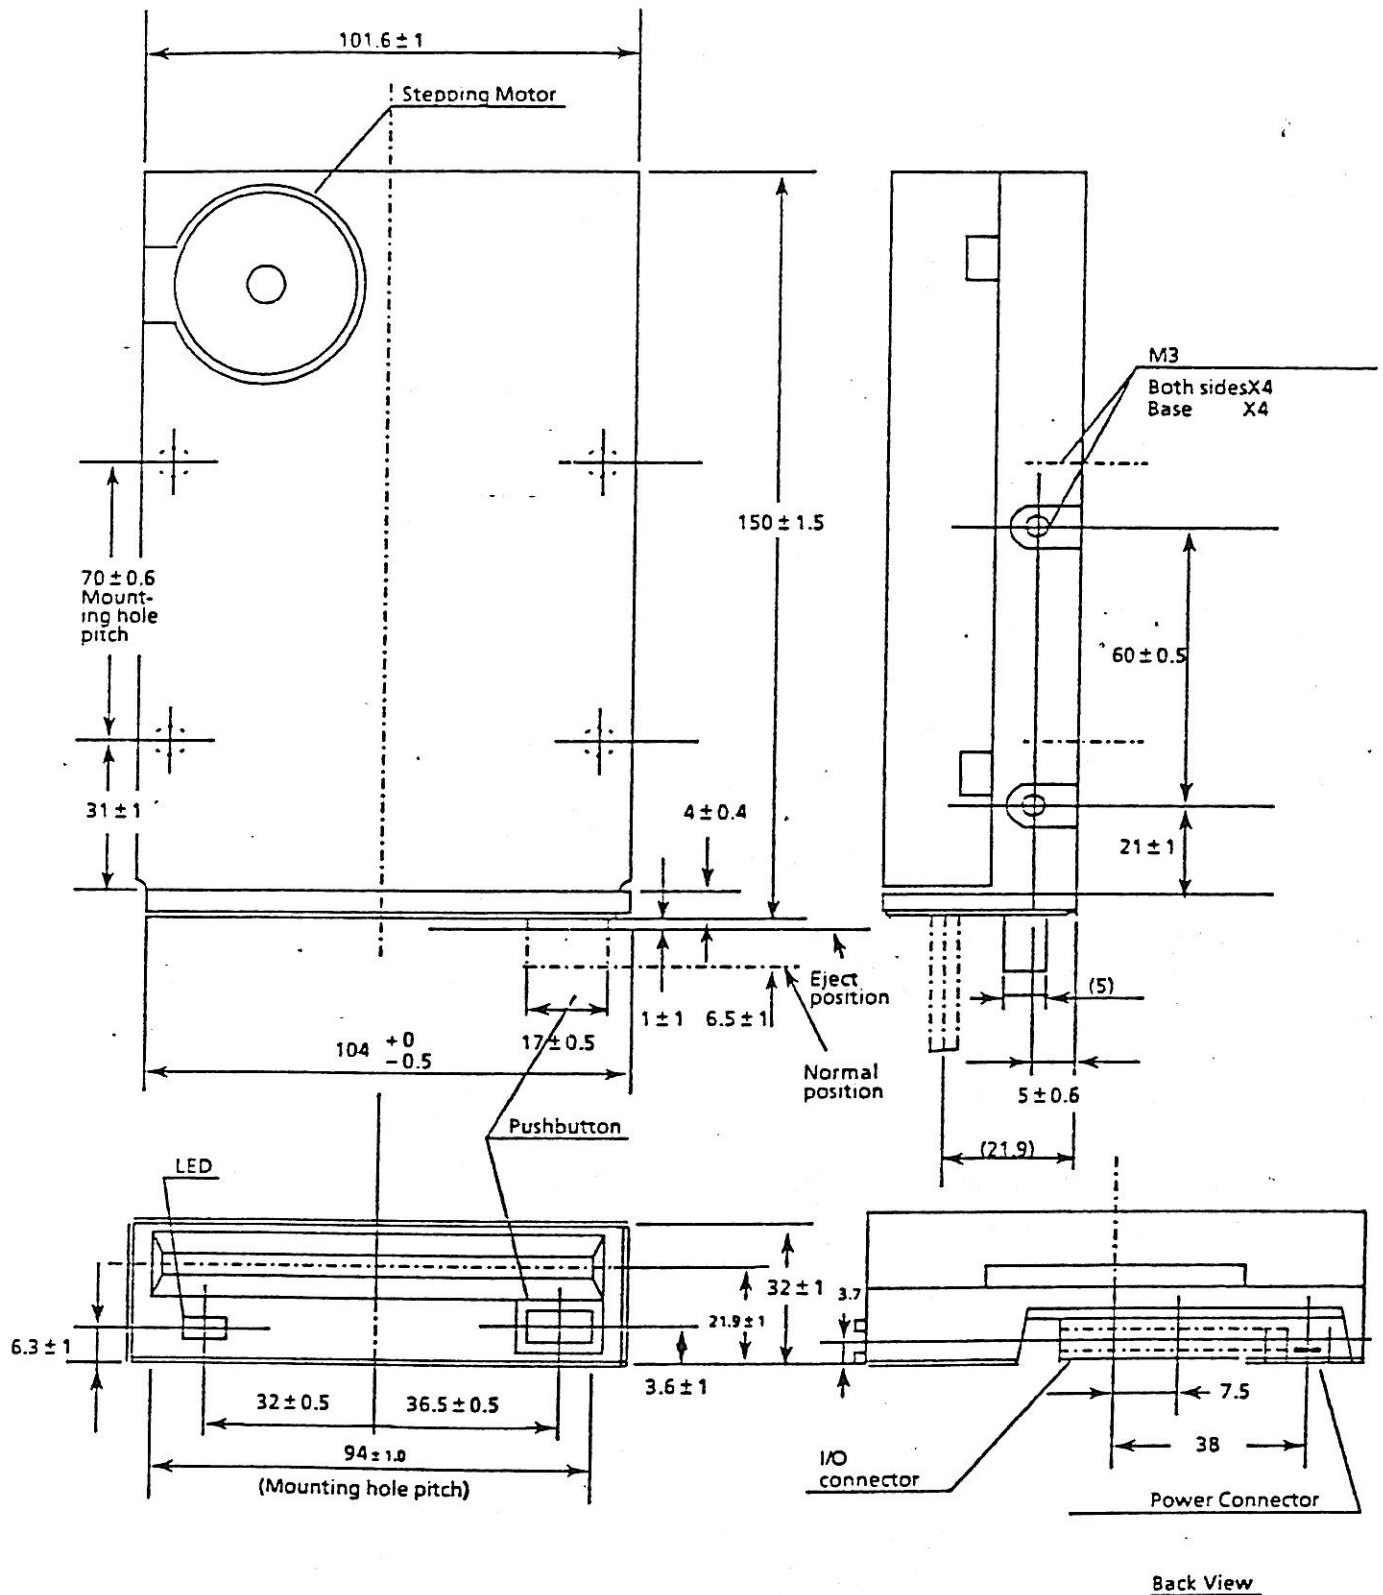 101.6 ± 1
Stepping Motor
M3
Both sidesX4
Base X4
150 ± 1.5
70 ± 0.6
Mount-
ing hole
pitch
60 ± 0.5
31 ± 1
4 ± 0.4
21 ± 1
Eject
position
(5)
1 ± 1
6.5 ± 1
17 ± 0.5
104 +0
-0.5
Normal
position
5 ± 0.6
Pushbutton
(21.9)
LED
32 ± 1
3.7
21.9 ± 1
6.3 ± 1
3.6 ± 1
32 ± 0.5
36.5 ± 0.5
7.5
94 ± 1.0
(Mounting hole pitch)
38
I/O
connector
Power Connector
Back View